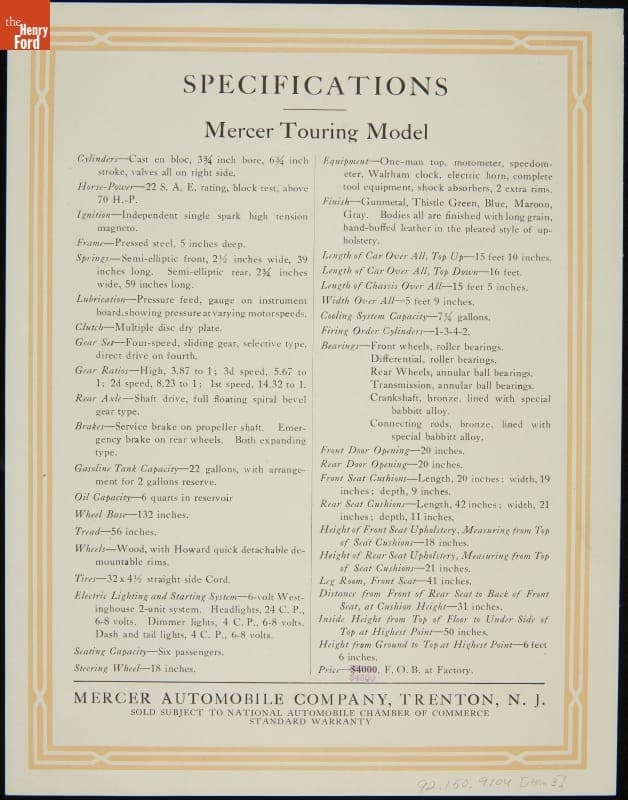 the
Henry
Ford
SPECIFICATIONS
Mercer Touring Model
Cylinders—Cast en bloc, 3¾ inch bore, 6¾ inch
stroke, valves all on right side.
Horse-Power—22 S. A. E. rating, block test, above
70 H.-P.
Ignition—Independent single spark high tension
magneto.
Frame—Pressed steel, 5 inches deep.
Springs—Semi-elliptic front, 2½ inches wide, 39
inches long. Semi-elliptic rear, 2¾ inches
wide, 59 inches long.
Lubrication—Pressure feed, gauge on instrument
board, showing pressure at varying motor speeds.
Clutch—Multiple disc dry plate.
Gear Set—Four-speed, sliding gear, selective type,
direct drive on fourth.
Gear Ratios—High, 3.87 to 1; 3d speed, 5.67 to
1; 2d speed, 8.23 to 1; 1st speed, 14.32 to 1.
Rear Axle—Shaft drive, full floating spiral bevel
gear type.
Brakes—Service brake on propeller shaft. Emer-
gency brake on rear wheels. Both expanding
type.
Gasoline Tank Capacity—22 gallons, with arrange-
ment for 2 gallons reserve.
Oil Capacity—6 quarts in reservoir
Wheel Base—132 inches.
Tread—56 inches.
Wheels—Wood, with Howard quick detachable de-
mountable rims.
Tires—32 x 4½ straight side Cord.
Electric Lighting and Starting System—6-volt West-
inghouse 2-unit system. Headlights, 24 C. P.,
6-8 volts. Dimmer lights, 4 C. P., 6-8 volts.
Dash and tail lights, 4 C. P., 6-8 volts.
Seating Capacity—Six passengers.
Steering Wheel—18 inches.
Equipment—One-man top, motometer, speedom-
eter, Waltham clock, electric horn, complete
tool equipment, shock absorbers, 2 extra rims.
Finish—Gunmetal, Thistle Green, Blue, Maroon,
Gray. Bodies all are finished with long grain,
hand-buffed leather in the pleated style of up-
holstery.
Length of Car Over All, Top Up—15 feet 10 inches.
Length of Car Over All, Top Down—16 feet.
Length of Chassis Over All—15 feet 5 inches.
Width Over All—5 feet 9 inches.
Cooling System Capacity—7¾ gallons.
Firing Order Cylinders—1-3-4-2.
Bearings—Front wheels, roller bearings.
Differential, roller bearings.
Rear Wheels, annular ball bearings.
Transmission, annular ball bearings.
Crankshaft, bronze, lined with special
babbitt alloy.
Connecting rods, bronze, lined with
special babbitt alloy.
Front Door Opening—20 inches.
Rear Door Opening—20 inches.
Front Seat Cushions—Length, 20 inches; width, 19
inches; depth, 9 inches.
Rear Seat Cushions—Length, 42 inches; width, 21
inches; depth, 11 inches.
Height of Front Seat Upholstery, Measuring from Top
of Seat Cushions—18 inches.
Height of Rear Seat Upholstery, Measuring from Top
of Seat Cushions—21 inches.
Leg Room, Front Seat—41 inches.
Distance from Front of Rear Seat to Back of Front
Seat, at Cushion Height—31 inches.
Inside Height from Top of Floor to Under Side of
Top at Highest Point—50 inches.
Height from Ground to Top at Highest Point—6 feet
6 inches.
Price—$4000, F. O. B. at Factory.
MERCER AUTOMOBILE COMPANY, TRENTON, N. J.
SOLD SUBJECT TO NATIONAL AUTOMOBILE CHAMBER OF COMMERCE
STANDARD WARRANTY
92.150.9104 [item 3]